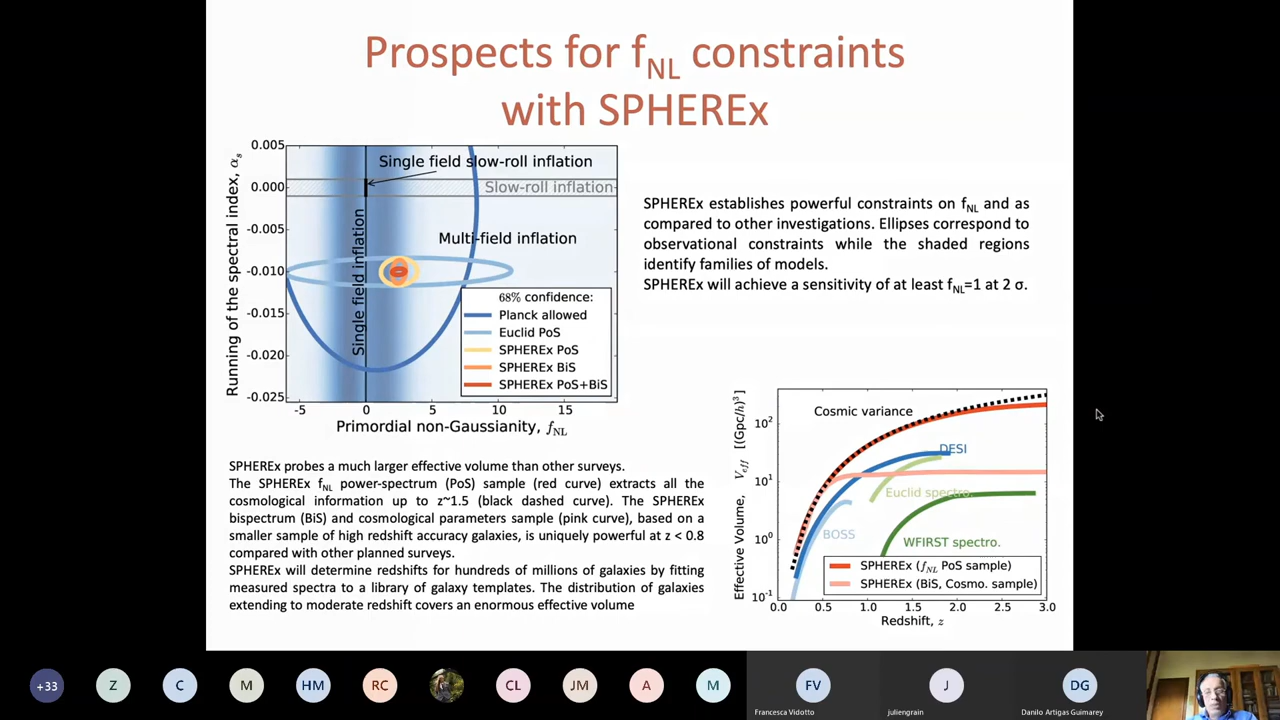 Prospects for fNL constraints
with SPHEREx
Running of the spectral index, αs
0.005
0.000
-0.005
-0.010
-0.015
-0.020
-0.025
Single field slow-roll inflation
Slow-roll inflation
Multi-field inflation
Single field inflation
68% confidence:
Planck allowed
Euclid PoS
SPHEREx PoS
SPHEREx BiS
SPHEREx PoS+BiS
-5
0
5
10
15
Primordial non-Gaussianity, fNL
SPHEREx establishes powerful constraints on fNL and as
compared to other investigations. Ellipses correspond to
observational constraints while the shaded regions
identify families of models.
SPHEREx will achieve a sensitivity of at least fNL=1 at 2 σ.
SPHEREx probes a much larger effective volume than other surveys.
The SPHEREx fNL power-spectrum (PoS) sample (red curve) extracts all the
cosmological information up to z~1.5 (black dashed curve). The SPHEREx
bispectrum (BiS) and cosmological parameters sample (pink curve), based on a
smaller sample of high redshift accuracy galaxies, is uniquely powerful at z < 0.8
compared with other planned surveys.
SPHEREx will determine redshifts for hundreds of millions of galaxies by fitting
measured spectra to a library of galaxy templates. The distribution of galaxies
extending to moderate redshift covers an enormous effective volume
Effective Volume, Veff [(Gpc/h)³]
10²
10¹
10⁰
10⁻¹
Cosmic variance
DESI
Euclid spectro.
BOSS
WFIRST spectro.
SPHEREx (fNL PoS sample)
SPHEREx (BiS, Cosmo. sample)
0.0
0.5
1.0
1.5
2.0
2.5
3.0
Redshift, z
+33
Z
C
M
HM
RC
CL
JM
A
M
FV
J
DG
Francesca Vidotto
juliengrain
Danilo Artigas Guimarey